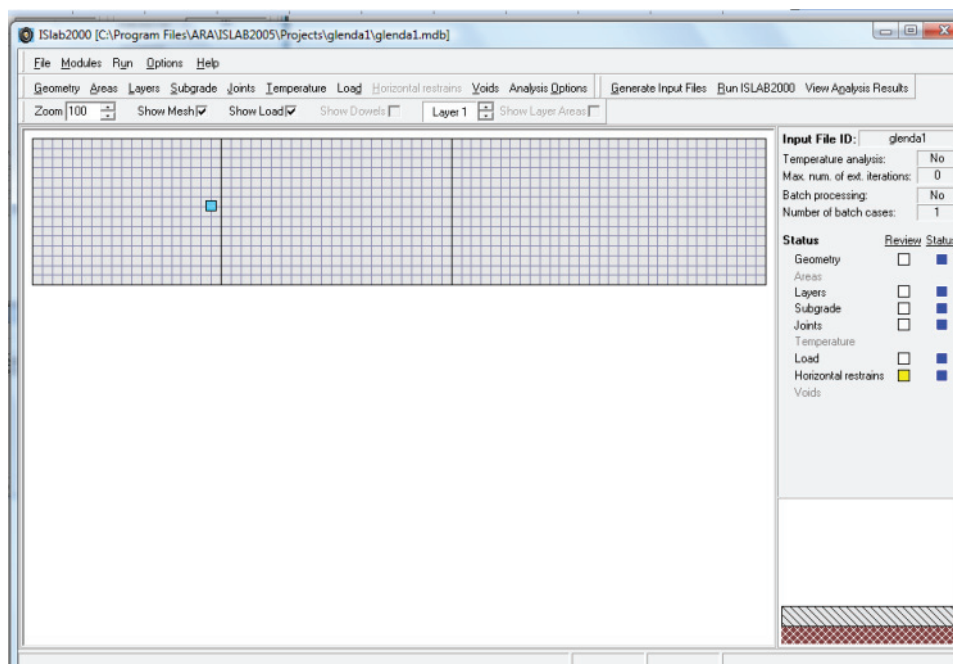 ISlab2000 [C:\Program Files\ARA\ISLAB2005\Projects\glenda1\glenda1.mdb]
File Modules Run Options Help
Geometry Areas Layers Subgrade Joints Temperature Load Horizontal restrains Voids Analysis Options Generate Input Files Run ISLAB2000 View Analysis Results
Zoom 100 Show Mesh Show Load Show Dowels Layer 1 Show Layer Areas
Input File ID: glenda1
Temperature analysis: No
Max. num. of ext. iterations: 0
Batch processing: No
Number of batch cases: 1
Status Review Status
Geometry
Areas
Layers
Subgrade
Joints
Temperature
Load
Horizontal restrains
Voids